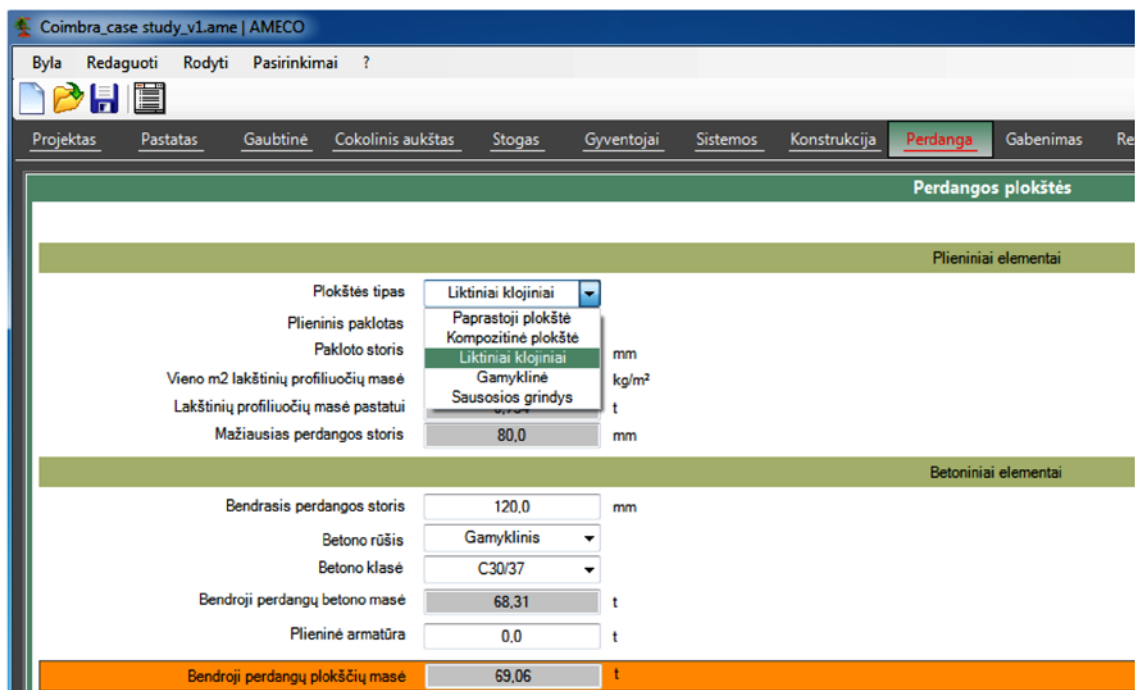 Coimbra_case study_v1.ame | AMECO
Byla Redaguoti Rodyti Pasirinkimai ?
Projektas Pastatas Gaubtinė Cokolinis aukštas Stogas Gyventojai Sistemos Konstrukcija Perdanga Gabenimas Re
Perdangos plokštės
Plieniniai elementai
Plokštės tipas Liktiniai klojiniai
Paprastoji plokštė
Plieninis paklotas
Kompozitinė plokštė
Pakloto storis Liktiniai klojiniai mm
Vieno m2 lakštinių profiliuočių masė Gamyklinė kg/m²
Sausosios grindys
Lakštinių profiliuočių masė pastatui t
Mažiausias perdangos storis 80,0 mm
Betoniniai elementai
Bendrasis perdangos storis 120,0 mm
Betono rūšis Gamyklinis
Betono klasė C30/37
Bendroji perdangų betono masė 68,31 t
Plieninė armatūra 0,0 t
Bendroji perdangų plokščių masė 69,06 t